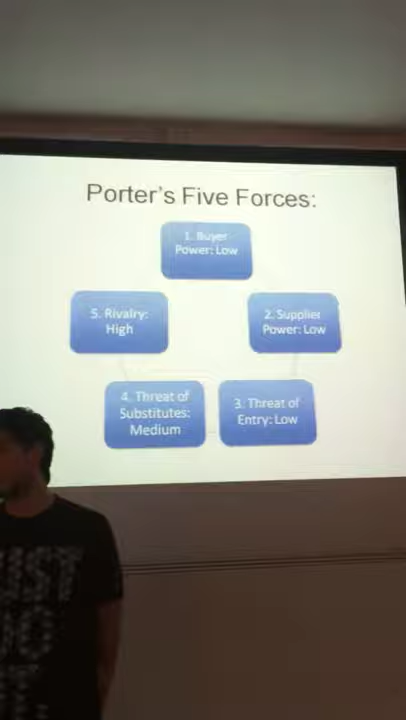 Porter's Five Forces:
1. Buyer
Power: Low
2. Supplier
Power: Low
3. Threat of
Entry: Low
4. Threat of
Substitutes:
Medium
5. Rivalry:
High